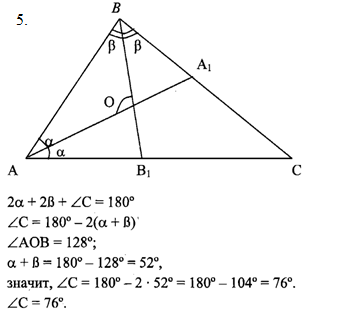 5.
B
β β
A₁
O
α
α
A B₁ C
2α + 2β + ∠C = 180º
∠C = 180º – 2(α + β)
∠AOB = 128º;
α + β = 180º – 128º = 52º,
значит, ∠C = 180º – 2 · 52º = 180º – 104º = 76º.
∠C = 76º.